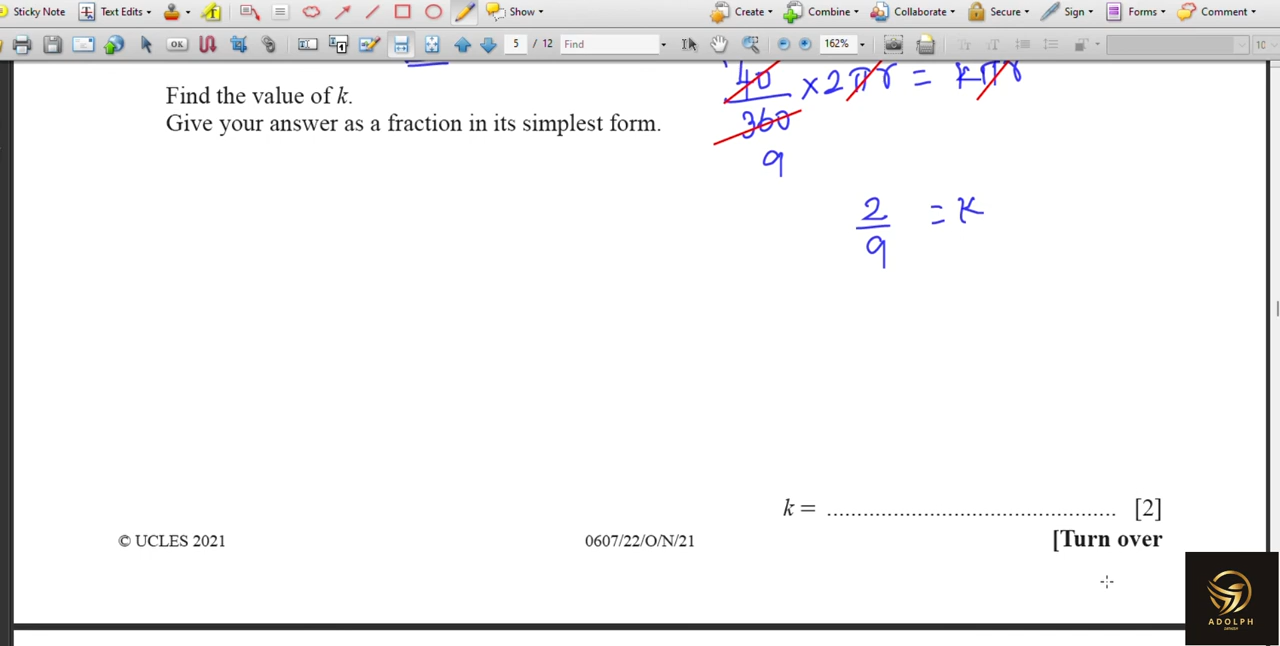 Sticky Note Text Edits Show Create Combine Collaborate Secure Sign Forms Comment
OK 5 / 12 Find 162% 10
40/360 × 2πr = kπr
Find the value of k.
Give your answer as a fraction in its simplest form.
9
2/9 = k
k = ................................................ [2]
© UCLES 2021 0607/22/O/N/21 [Turn over
ADOLPH